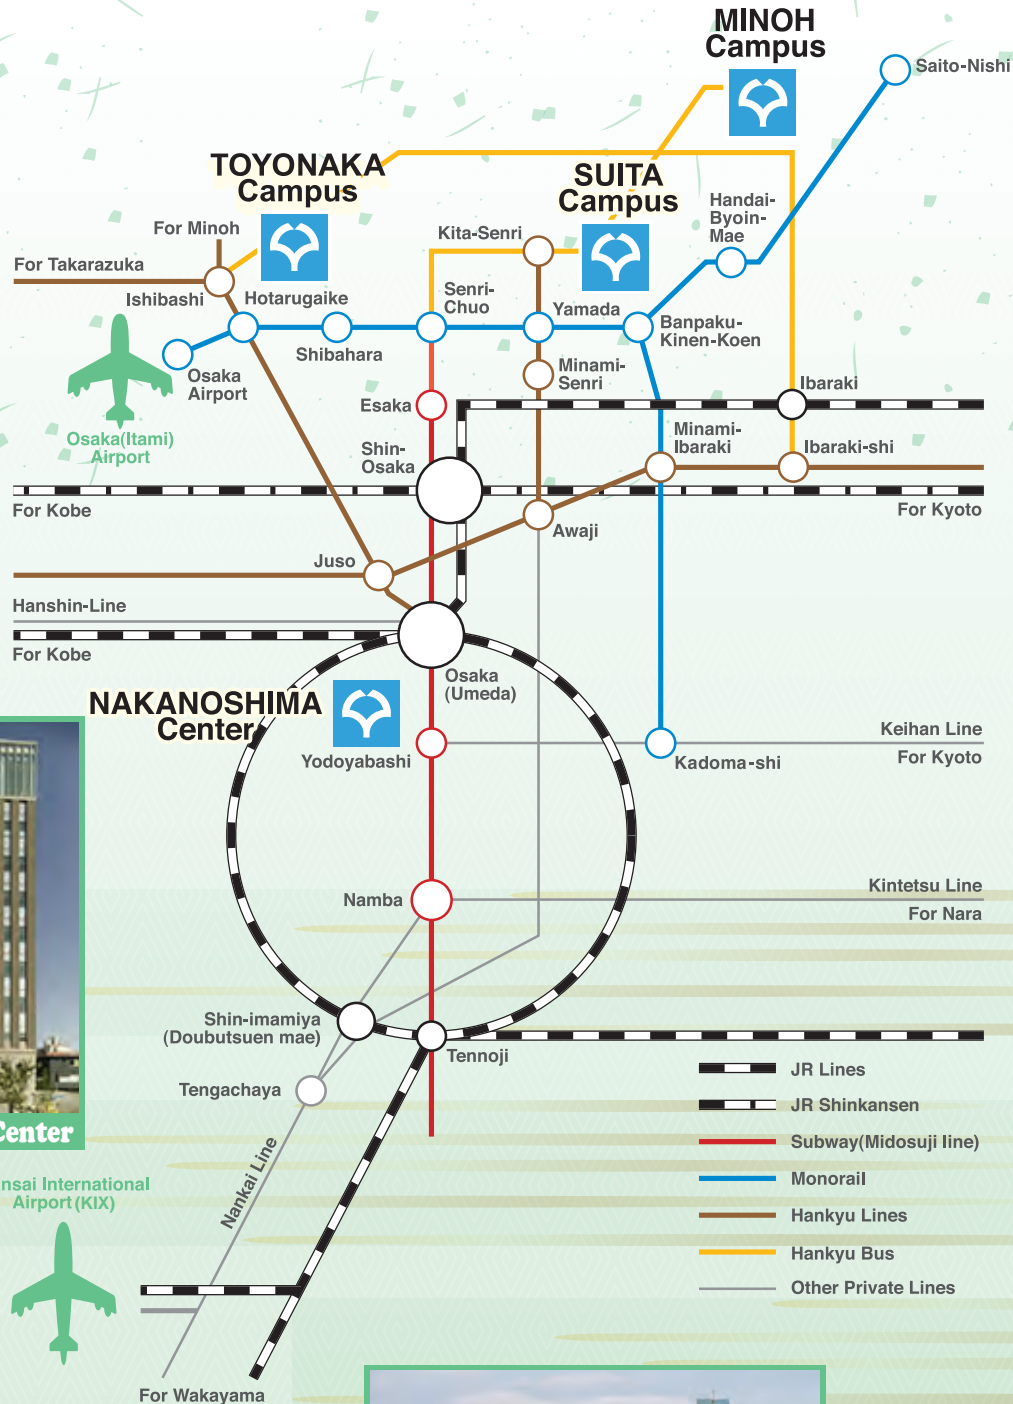 MINOH
Campus
Saito-Nishi
TOYONAKA
Campus
SUITA
Campus
Handai-
Byoin-
Mae
For Minoh
Kita-Senri
For Takarazuka
Ishibashi
Hotarugaike
Senri-
Chuo
Yamada
Banpaku-
Kinen-Koen
Shibahara
Osaka
Airport
Minami-
Senri
Ibaraki
Esaka
Osaka(Itami)
Airport
Shin-
Osaka
Minami-
Ibaraki
Ibaraki-shi
For Kobe
For Kyoto
Awaji
Juso
Hanshin-Line
For Kobe
Osaka
(Umeda)
NAKANOSHIMA
Center
Yodoyabashi
Keihan Line
For Kyoto
Kadoma-shi
Namba
Kintetsu Line
For Nara
Shin-imamiya
(Doubutsuen mae)
Tennoji
Tengachaya
JR Lines
JR Shinkansen
Subway(Midosuji line)
Monorail
Hankyu Lines
Hankyu Bus
Other Private Lines
Center
nsai International
Airport(KIX)
Nankai Line
For Wakayama